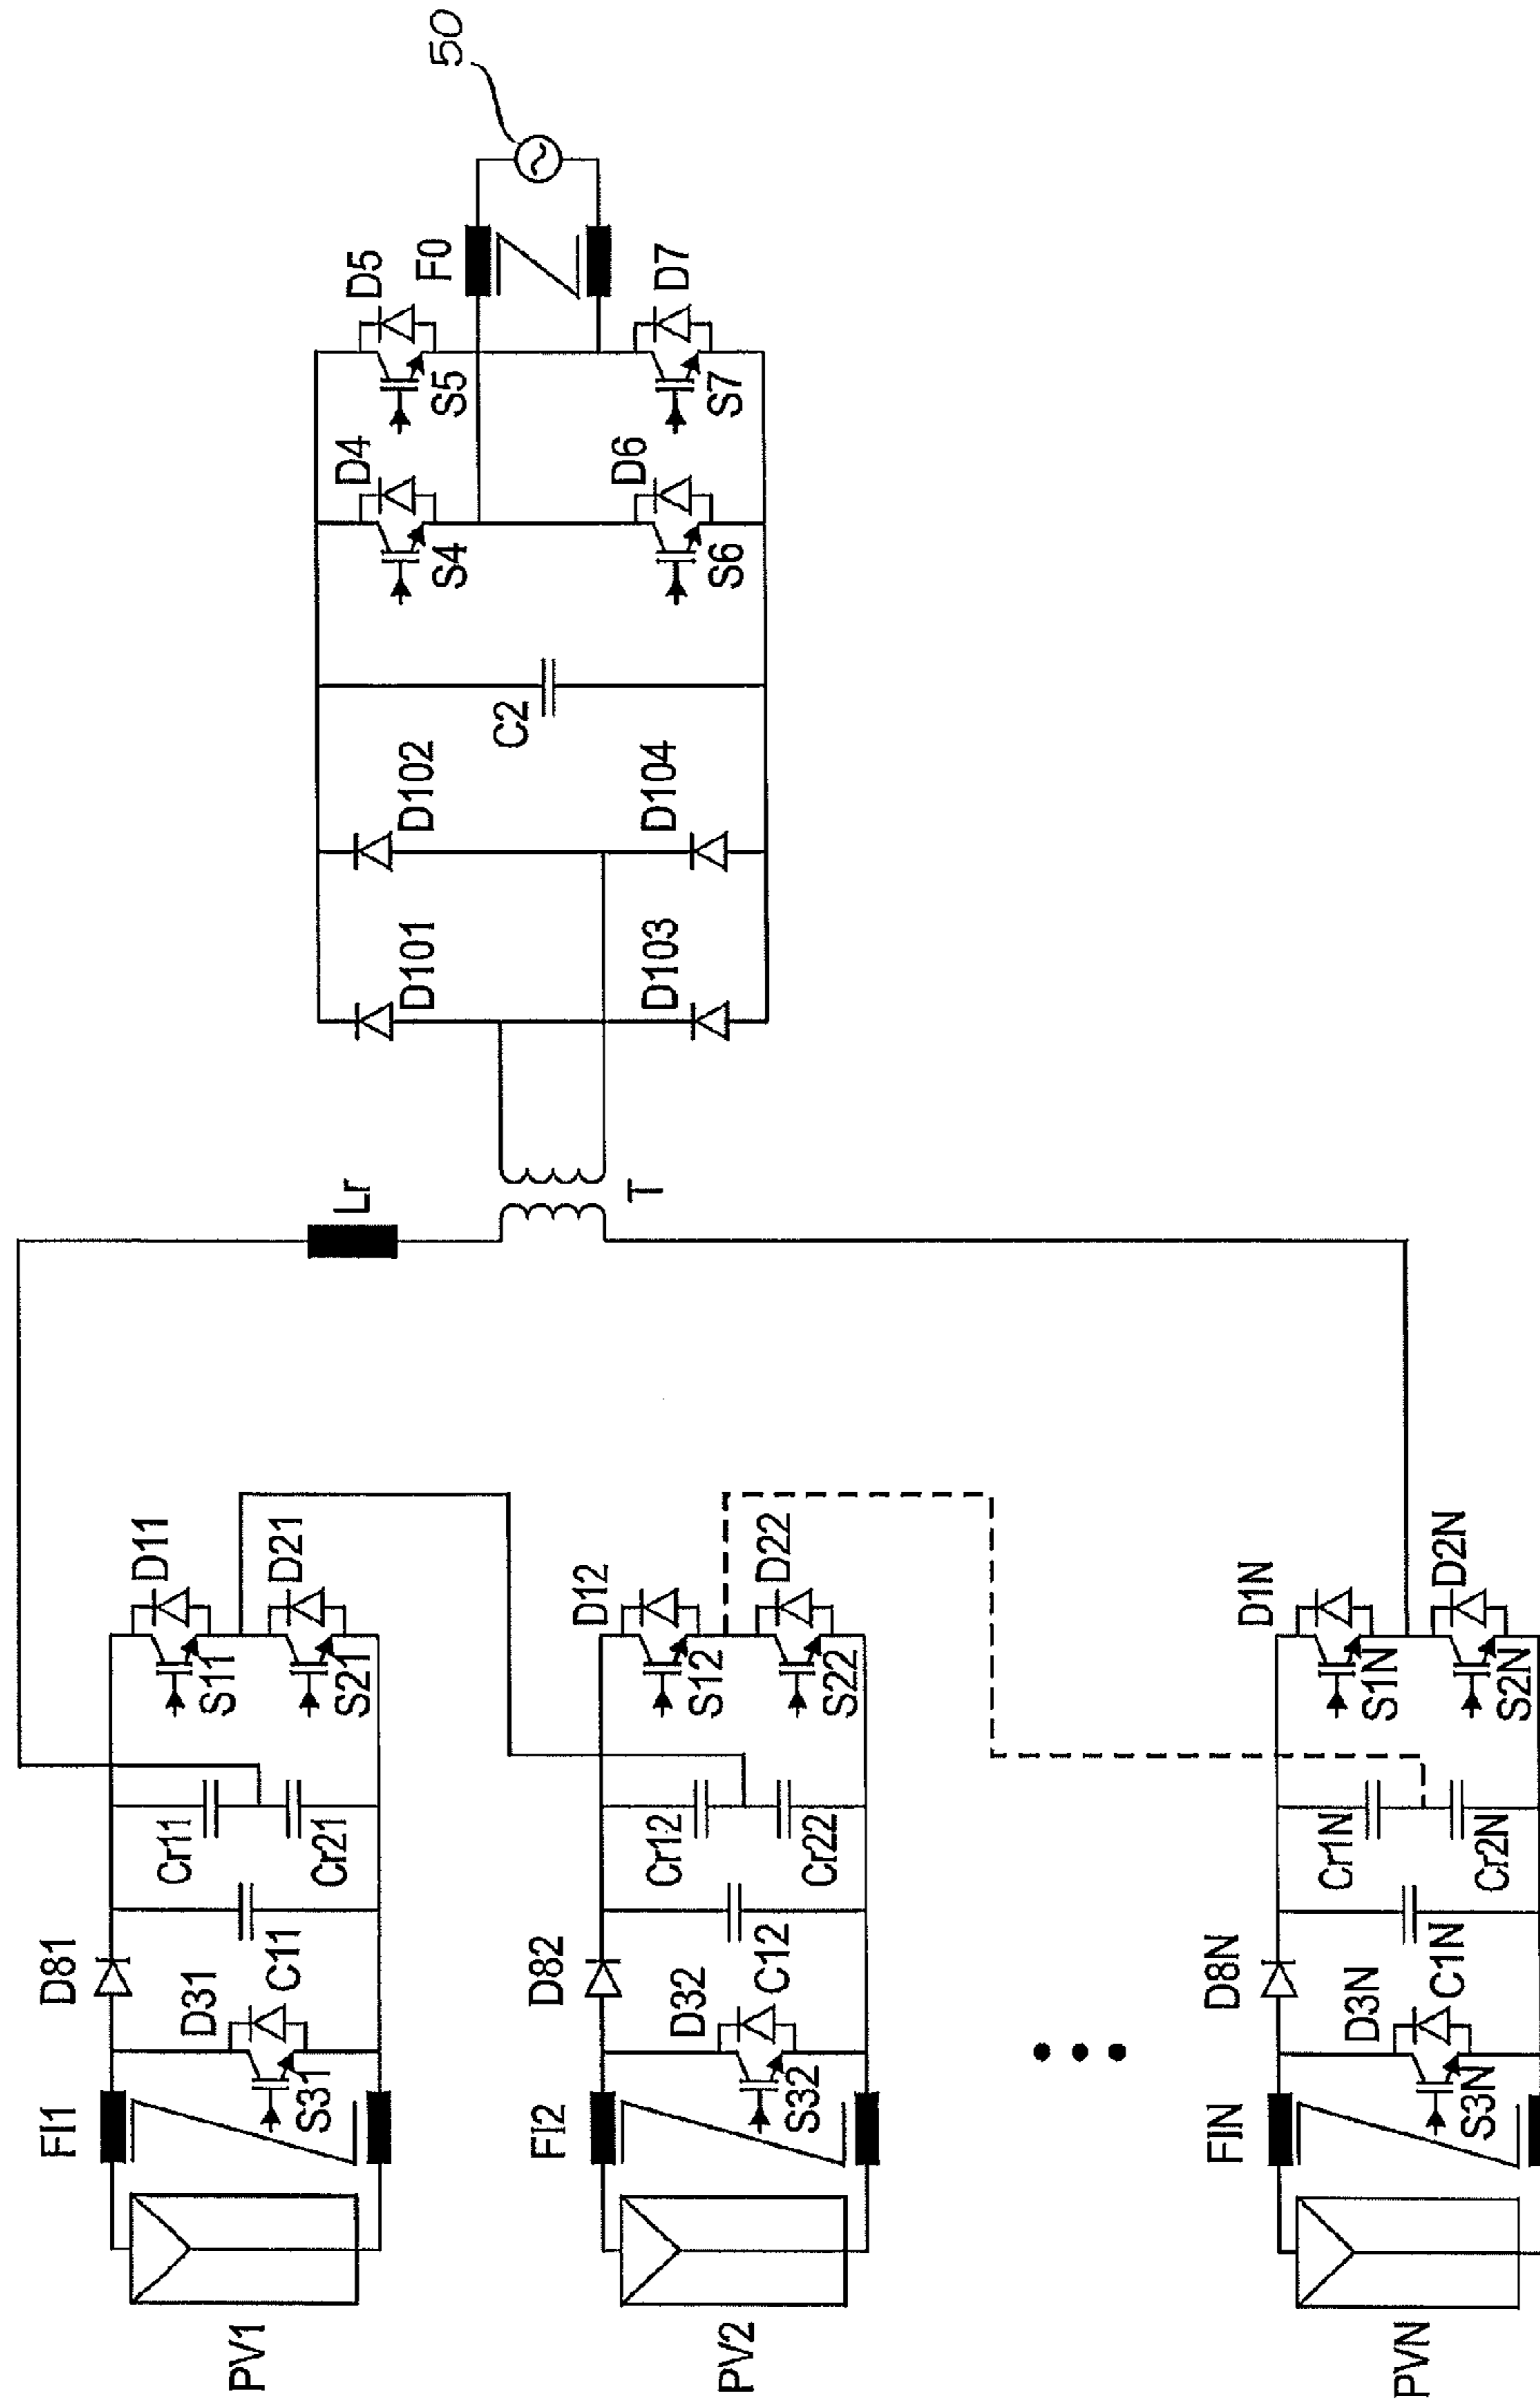 PV1
FI1
D81
D31
S31
C11
Cr11
Cr21
D11
S11
D21
S21
PV2
FI2
D82
D32
S32
C12
Cr12
Cr22
D12
S12
D22
S22
PVN
FIN
D8N
D3N
S3N
C1N
Cr1N
Cr2N
D1N
S1N
D2N
S2N
Lr
T
D101
D102
D103
D104
C2
D4
S4
D5
S5
D6
S6
D7
S7
F0
50